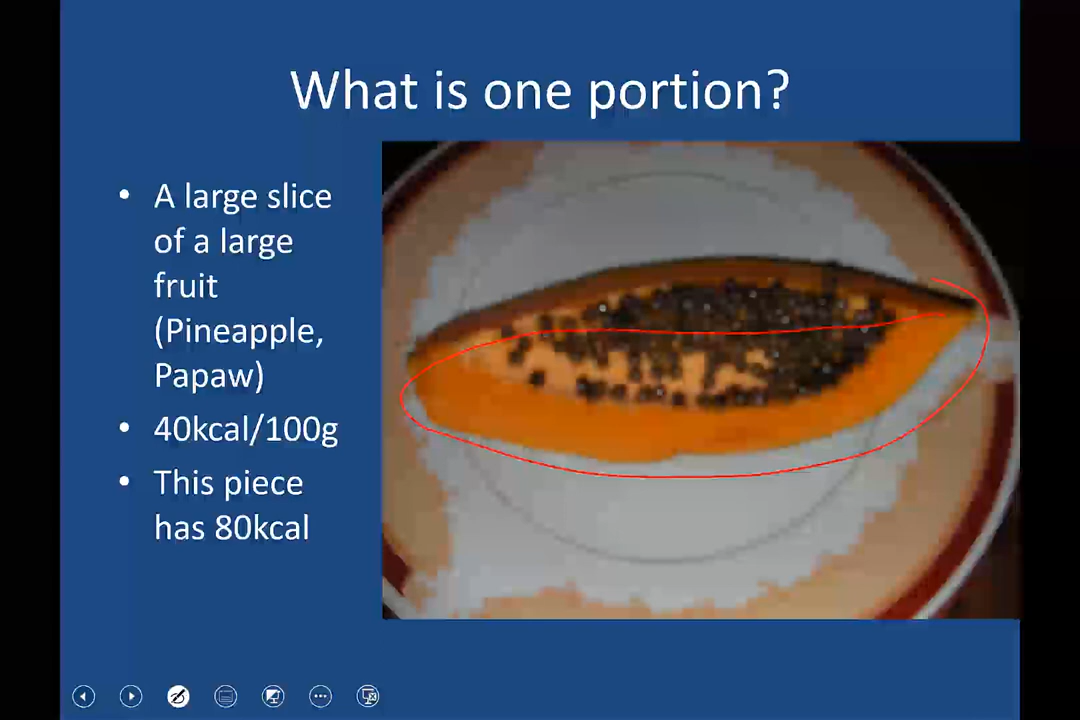 What is one portion?
• A large slice
of a large
fruit
(Pineapple,
Papaw)
• 40kcal/100g
• This piece
has 80kcal